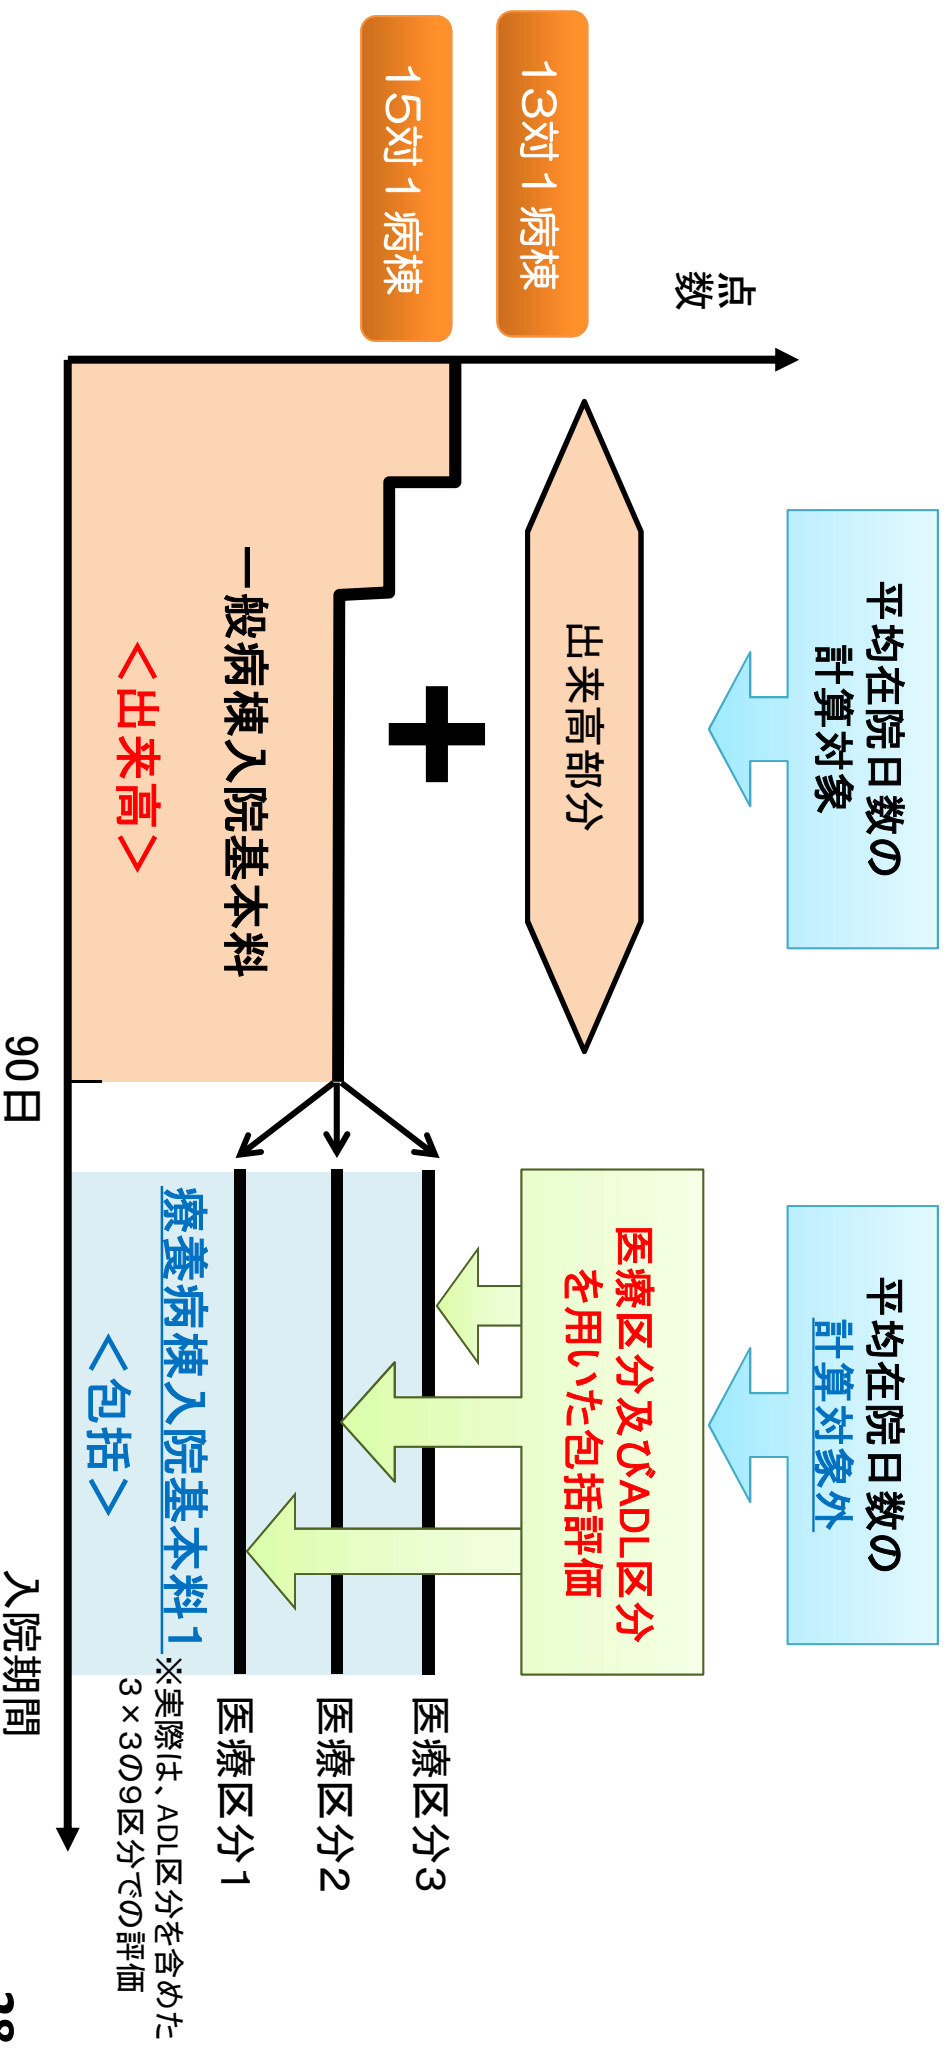 平均在院日数の
計算対象
平均在院日数の
計算対象外
点
数
13対1病棟
15対1病棟
出来高部分
医療区分及びADL区分
を用いた包括評価
一般病棟入院基本料
<出来高>
医療区分3
医療区分2
医療区分1
療養病棟入院基本料1
<包括>
※実際は、ADL区分を含めた
3×3の9区分での評価
90日
入院期間